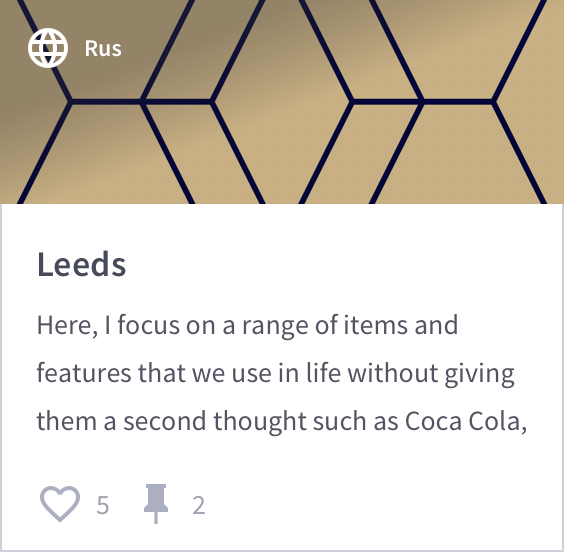 Rus
Leeds
Here, I focus on a range of items and
features that we use in life without giving
them a second thought such as Coca Cola,
5 2